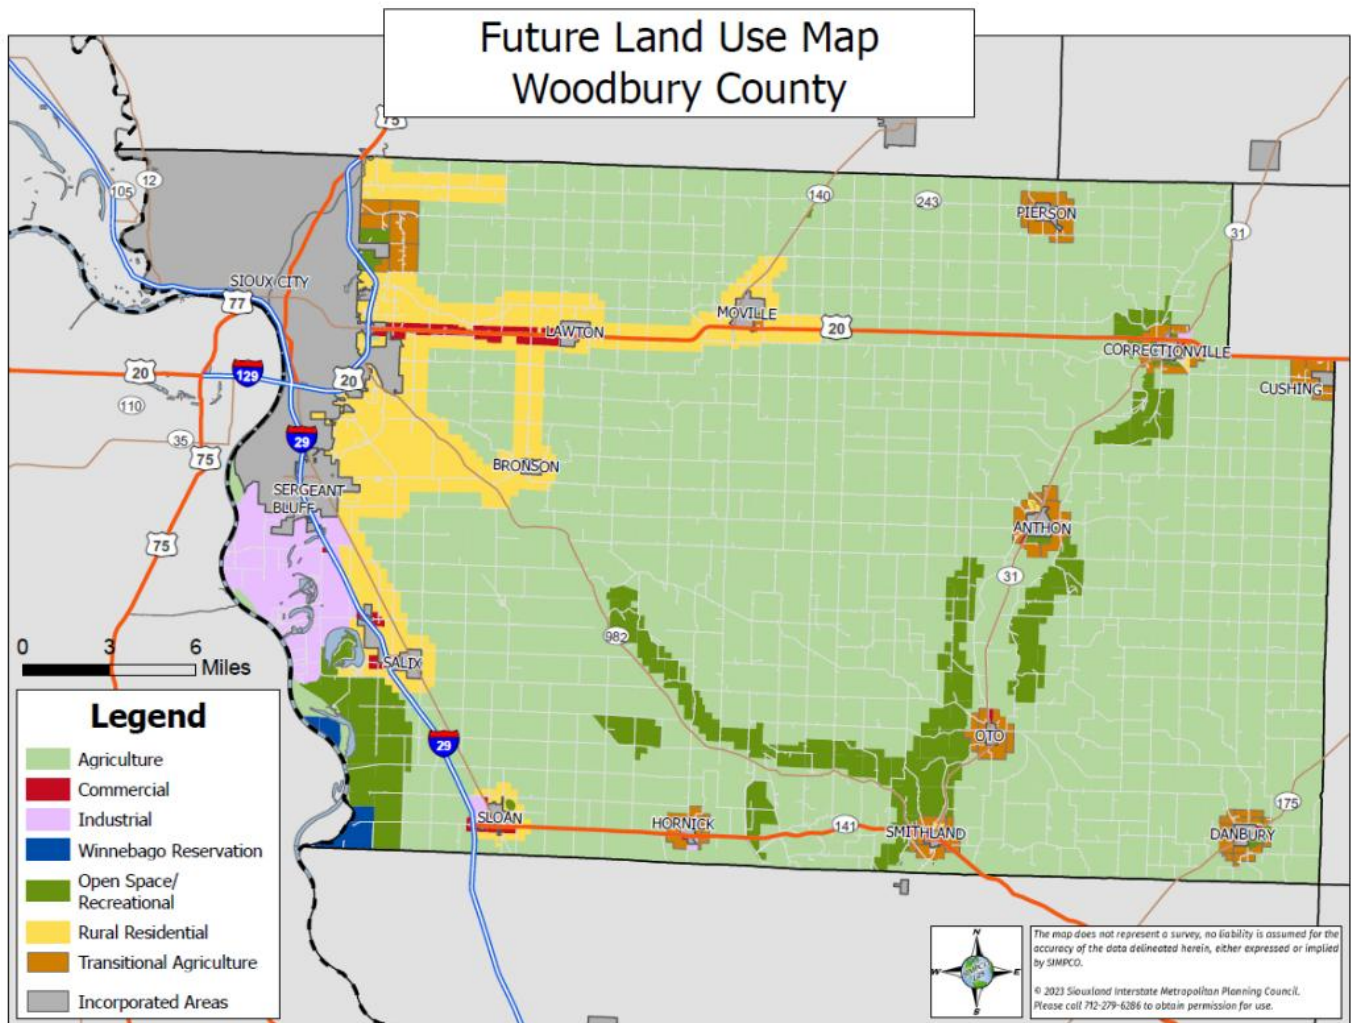 Future Land Use Map
Woodbury County
75
12
105
140
243
PIERSON
31
SIOUX CITY
77
MOVILLE
20
LAWTON
CORRECTIONVILLE
20
129
20
CUSHING
110
35
29
75
BRONSON
SERGEANT
BLUFF
ANTHON
75
31
982
0 3 6
Miles
SALIX
OTO
29
175
SLOAN
HORNICK
141
SMITHLAND
DANBURY
Legend
Agriculture
Commercial
Industrial
Winnebago Reservation
Open Space/
Recreational
Rural Residential
Transitional Agriculture
Incorporated Areas
N
W E
S
The map does not represent a survey, no liability is assumed for the
accuracy of the data delineated herein, either expressed or implied
by SIMPCO.
© 2023 Siouxland Interstate Metropolitan Planning Council.
Please call 712-279-6286 to obtain permission for use.